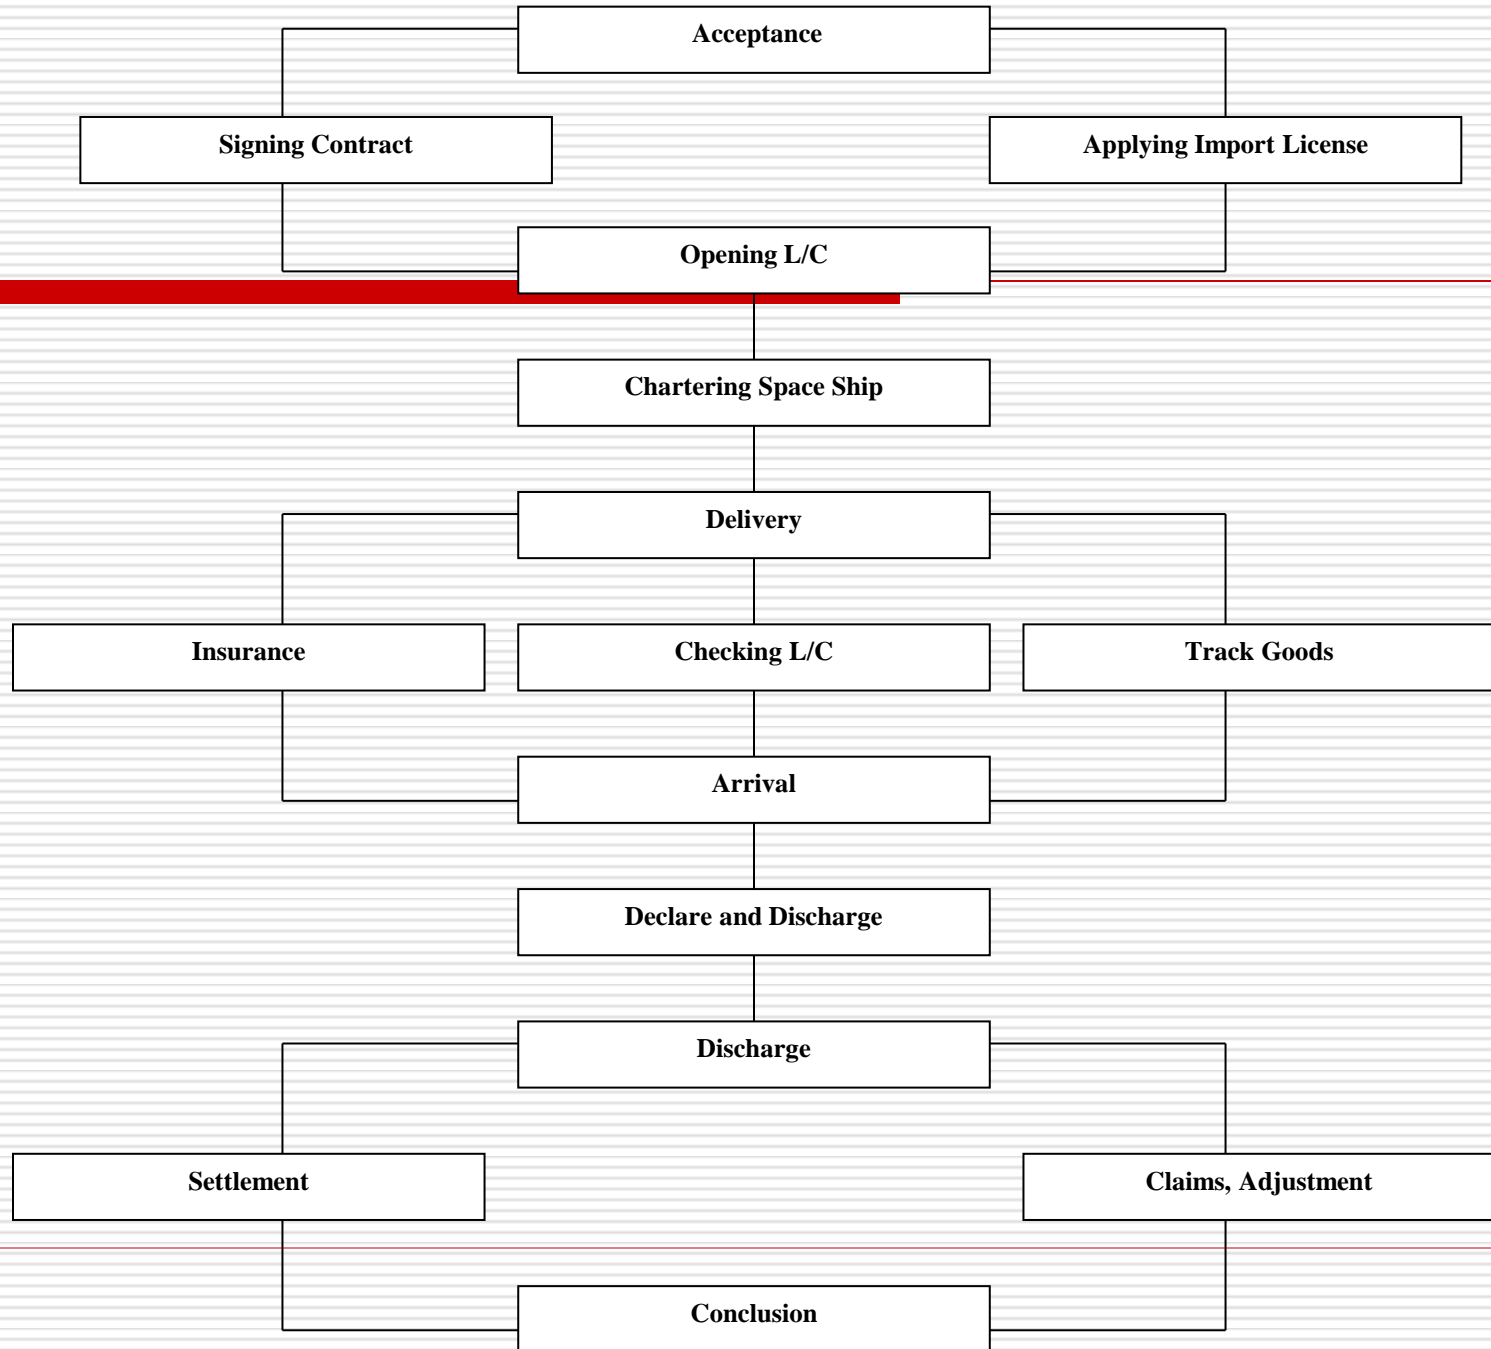 Acceptance
Signing Contract
Applying Import License
Opening L/C
Chartering Space Ship
Delivery
Insurance
Checking L/C
Track Goods
Arrival
Declare and Discharge
Discharge
Settlement
Claims, Adjustment
Conclusion